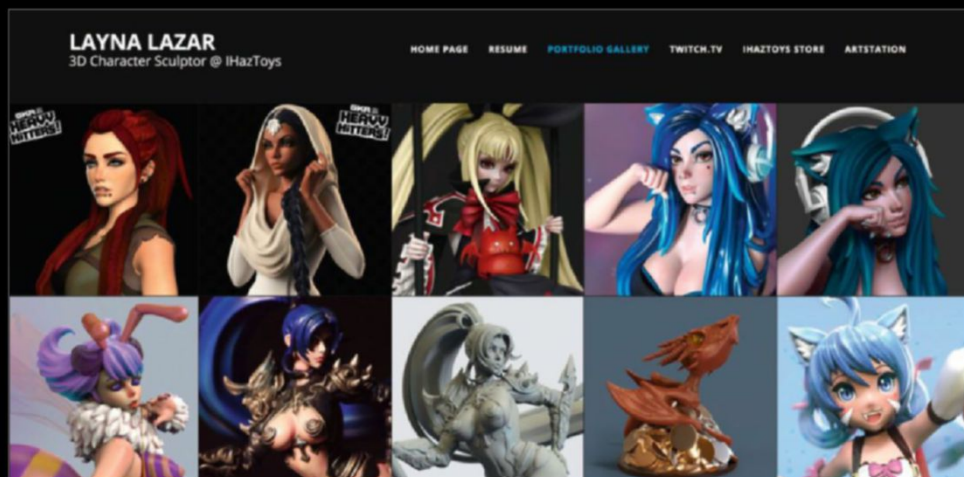 LAYNA LAZAR
3D Character Sculptor @ IHazToys
HOME PAGE RESUME PORTFOLIO GALLERY TWITCH.TV IHAZTOYS STORE ARTSTATION
HEAVY
HITTERS!
HEAVY
HITTERS!